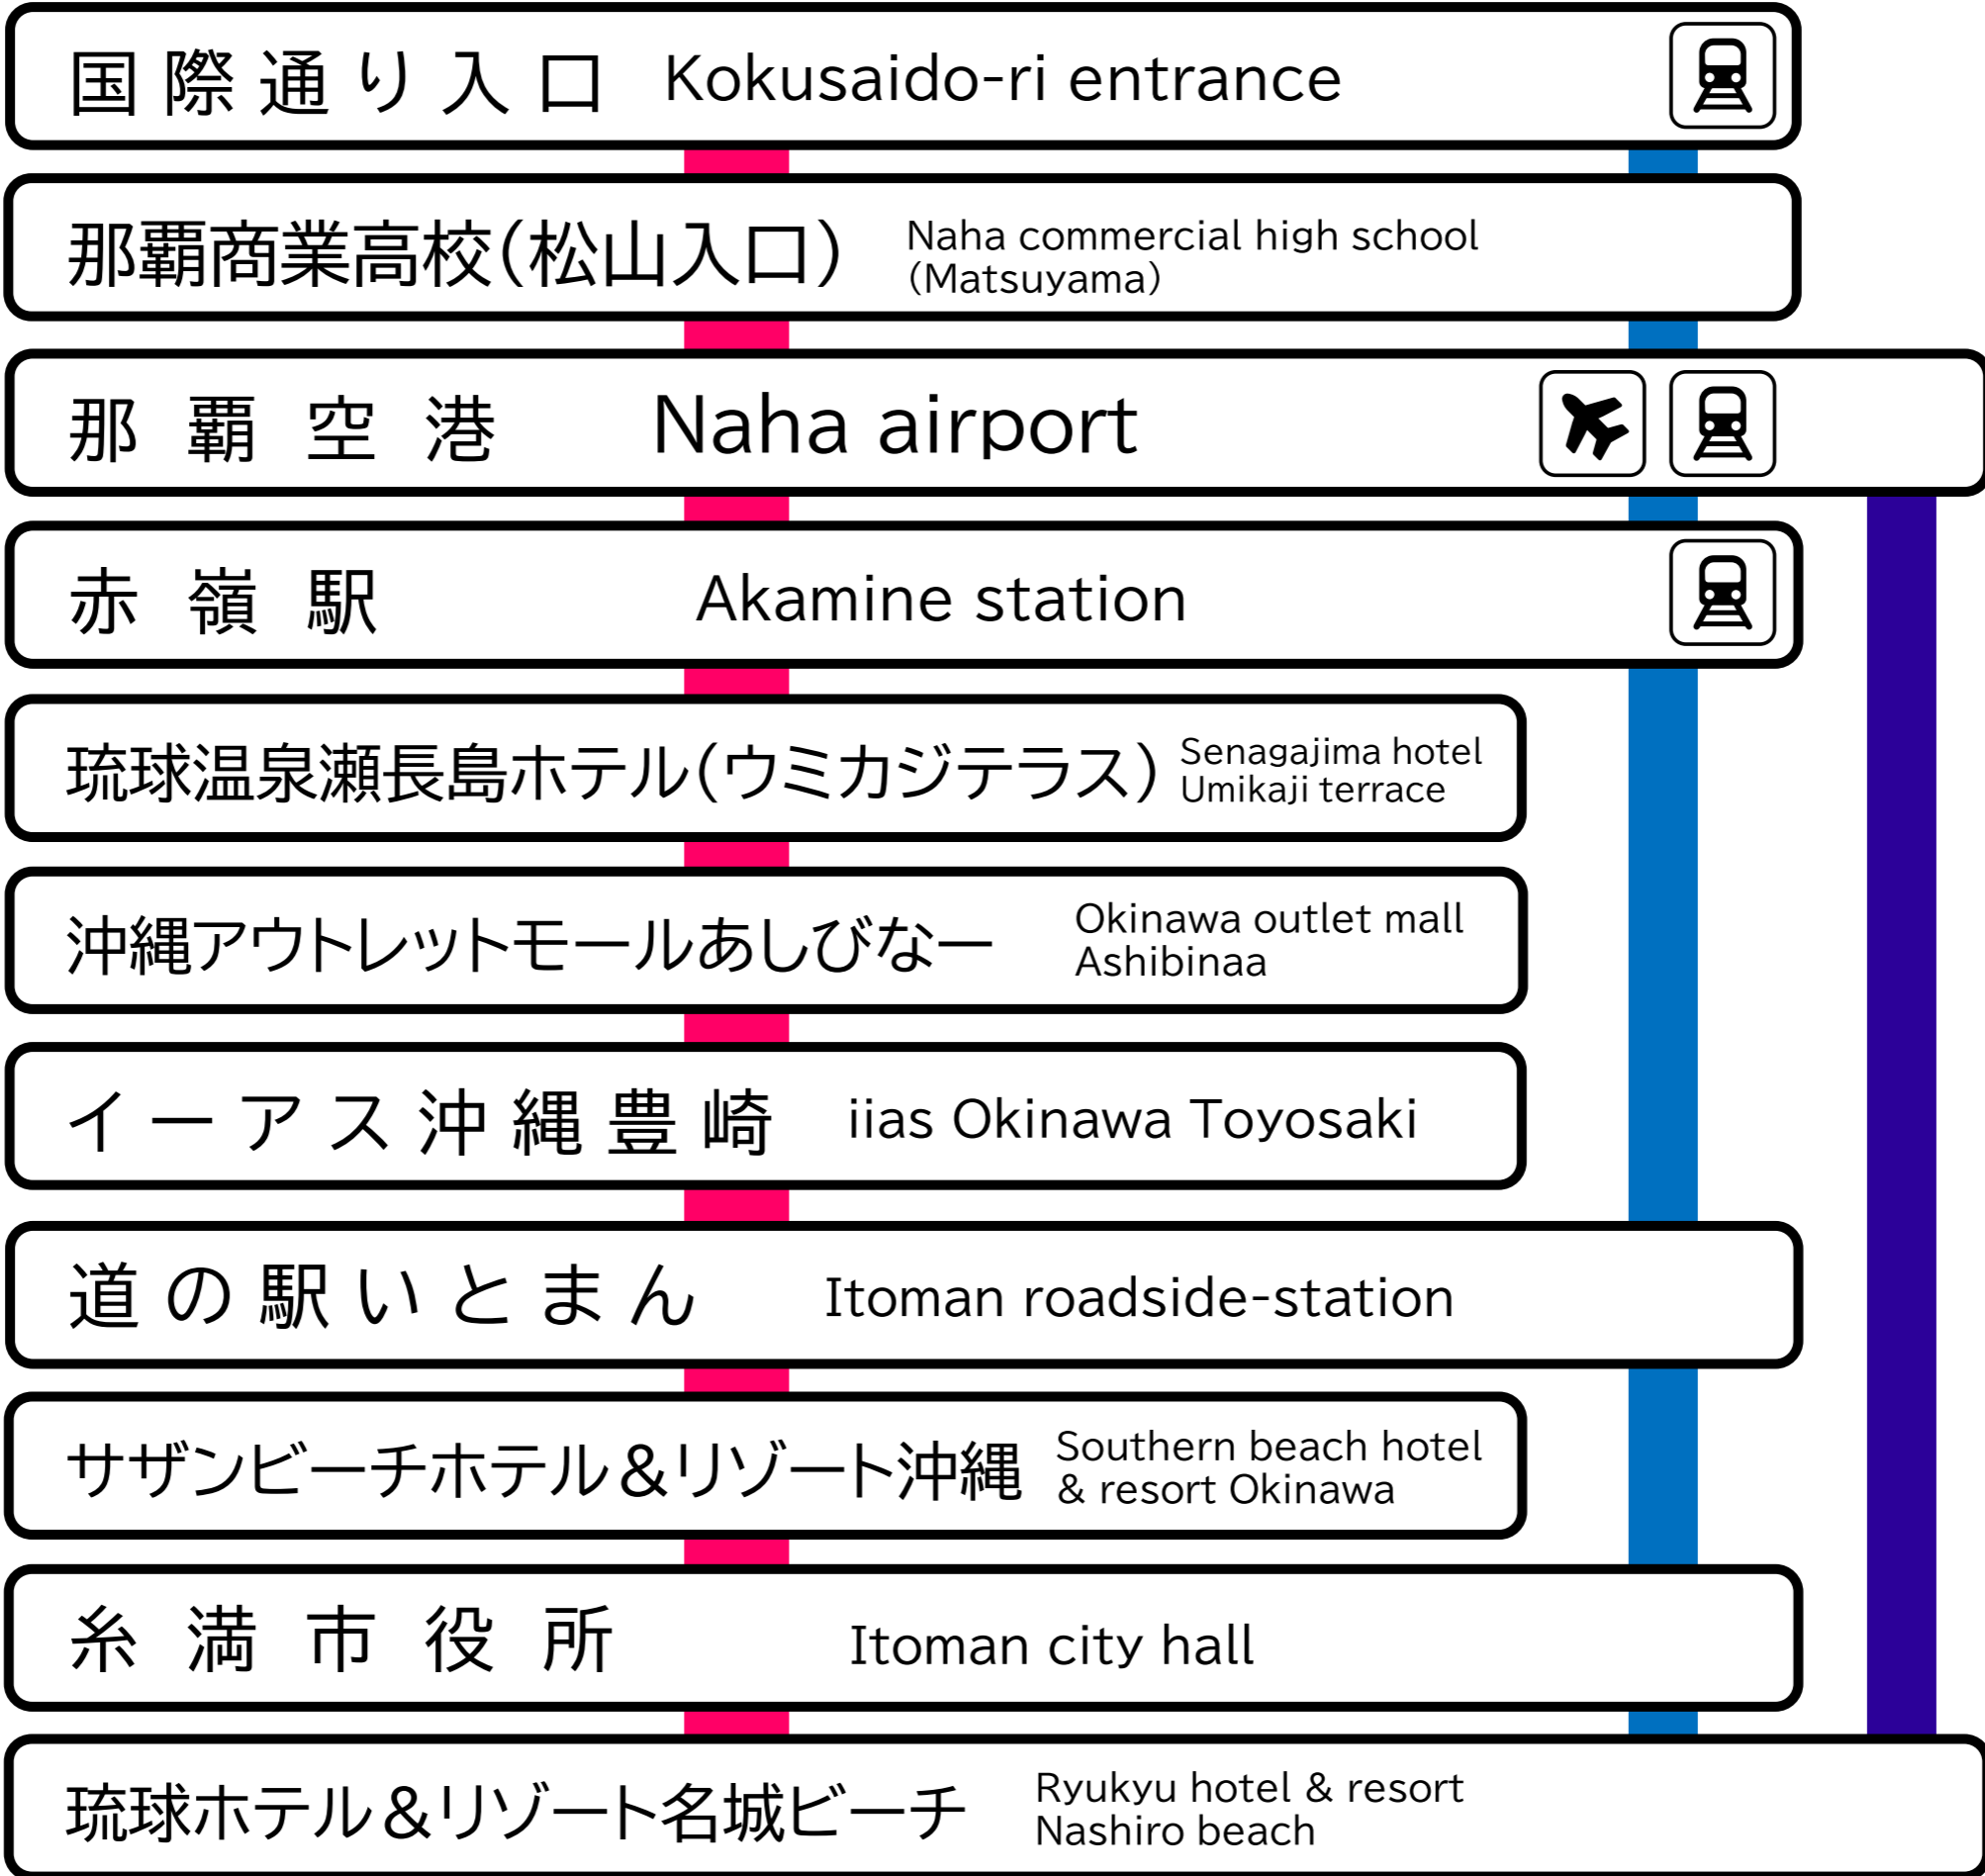 国際通り入口 Kokusaido-ri entrance
那覇商業高校(松山入口) Naha commercial high school
(Matsuyama)
那覇空港 Naha airport
赤嶺駅 Akamine station
琉球温泉瀬長島ホテル(ウミカジテラス) Senagajima hotel
Umikaji terrace
沖縄アウトレットモールあしびなー Okinawa outlet mall
Ashibinaa
イーアス沖縄豊崎 iias Okinawa Toyosaki
道の駅いとまん Itoman roadside-station
サザンビーチホテル&リゾート沖縄 Southern beach hotel
& resort Okinawa
糸満市役所 Itoman city hall
琉球ホテル&リゾート名城ビーチ Ryukyu hotel & resort
Nashiro beach